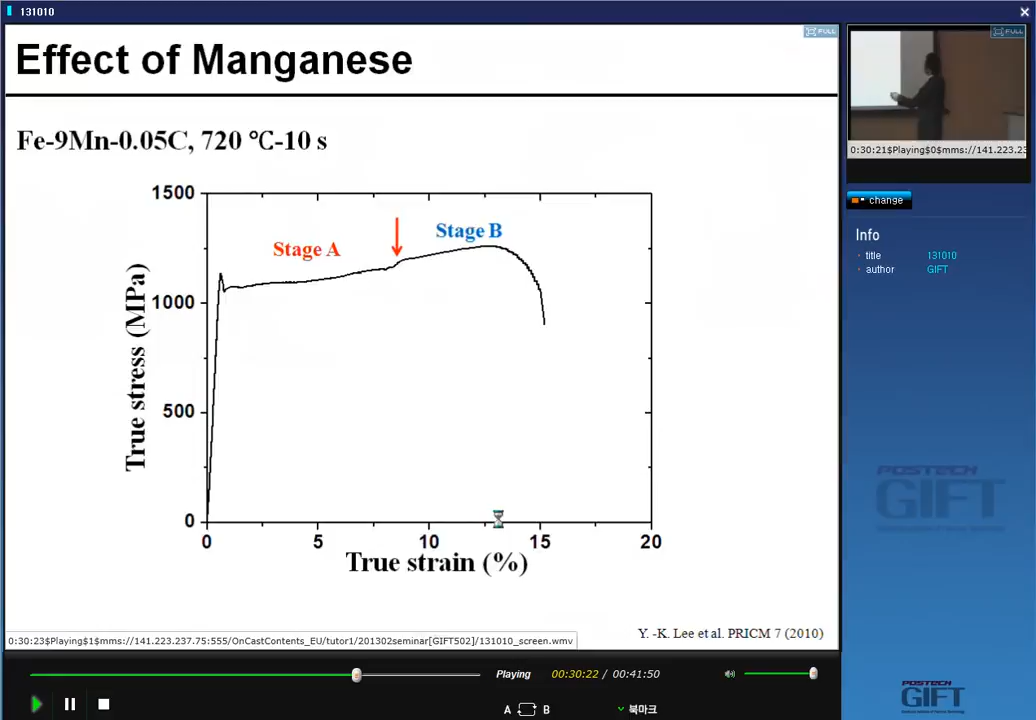 131010
FULL
Effect of Manganese
Fe-9Mn-0.05C, 720 ℃-10 s
1500
1000
500
0
True stress (MPa)
Stage A
Stage B
0
5
10
15
20
True strain (%)
Y. -K. Lee et al. PRICM 7 (2010)
0:30:23$Playing$1$mms://141.223.237.75:555/OnCastContents_EU/tutor1/201302seminar[GIFT502]/131010_screen.wmv
FULL
0:30:21$Playing$0$mms://141.223.23
change
Info
title 131010
author GIFT
POSTECH
GIFT
Playing 00:30:22 / 00:41:50
A B
북마크
POSTECH
GIFT